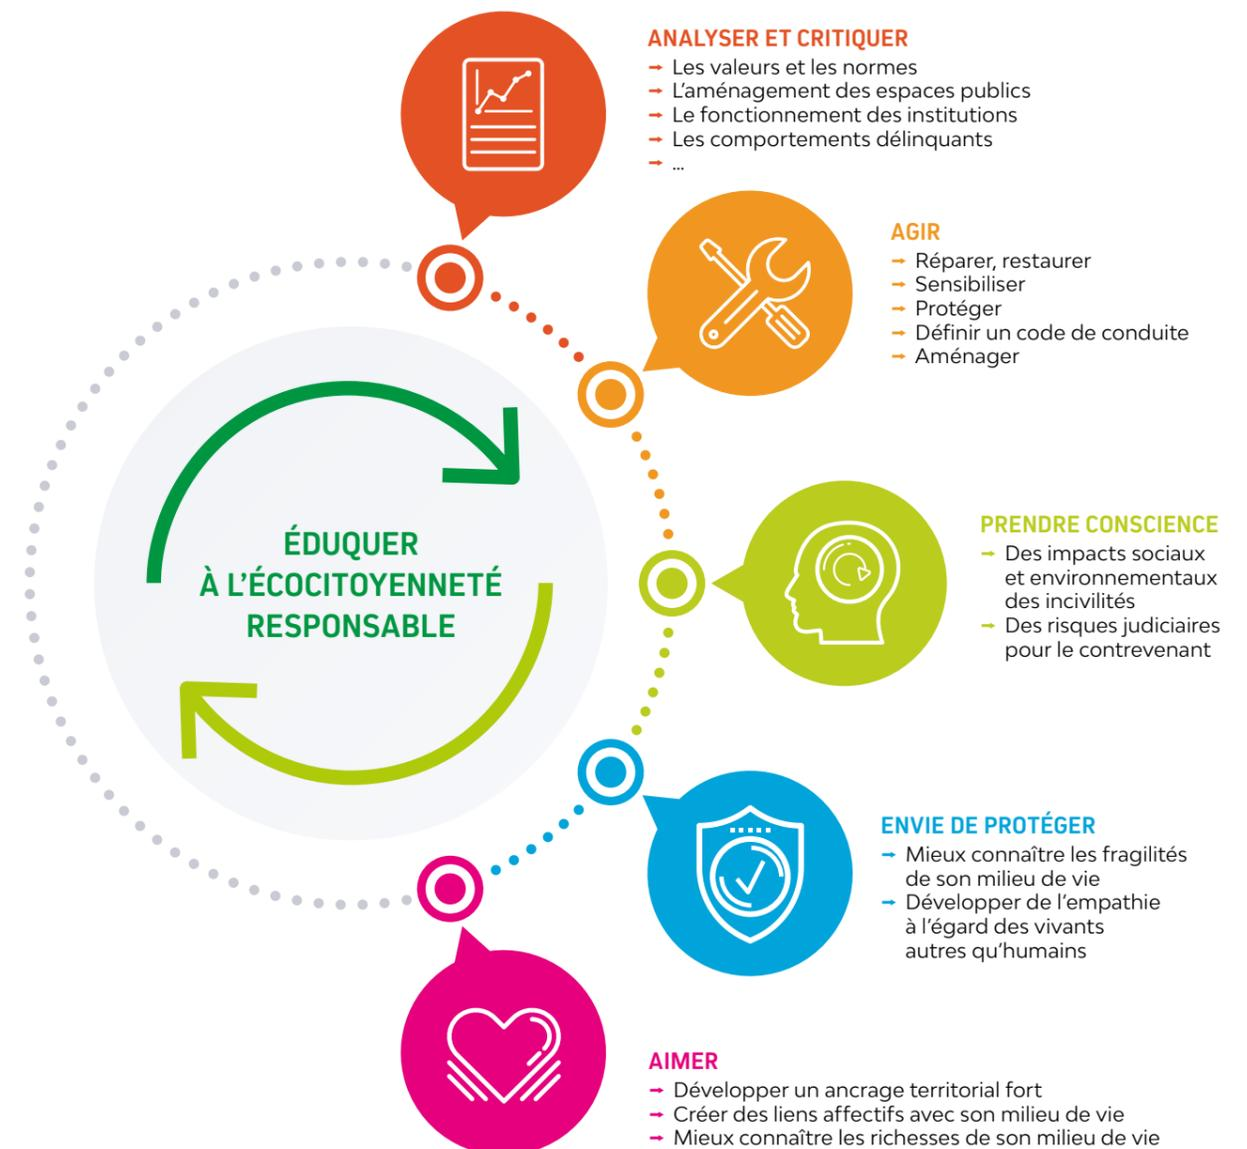 ANALYSER ET CRITIQUER
→ Les valeurs et les normes
→ L'aménagement des espaces publics
→ Le fonctionnement des institutions
→ Les comportements délinquants
→ ...
AGIR
→ Réparer, restaurer
→ Sensibiliser
→ Protéger
→ Définir un code de conduite
→ Aménager
ÉDUQUER
À L'ÉCOCITOYENNETÉ
RESPONSABLE
PRENDRE CONSCIENCE
→ Des impacts sociaux
et environnementaux
des incivilités
→ Des risques judiciaires
pour le contrevenant
ENVIE DE PROTÉGER
→ Mieux connaître les fragilités
de son milieu de vie
→ Développer de l'empathie
à l'égard des vivants
autres qu'humains
AIMER
→ Développer un ancrage territorial fort
→ Créer des liens affectifs avec son milieu de vie
→ Mieux connaître les richesses de son milieu de vie